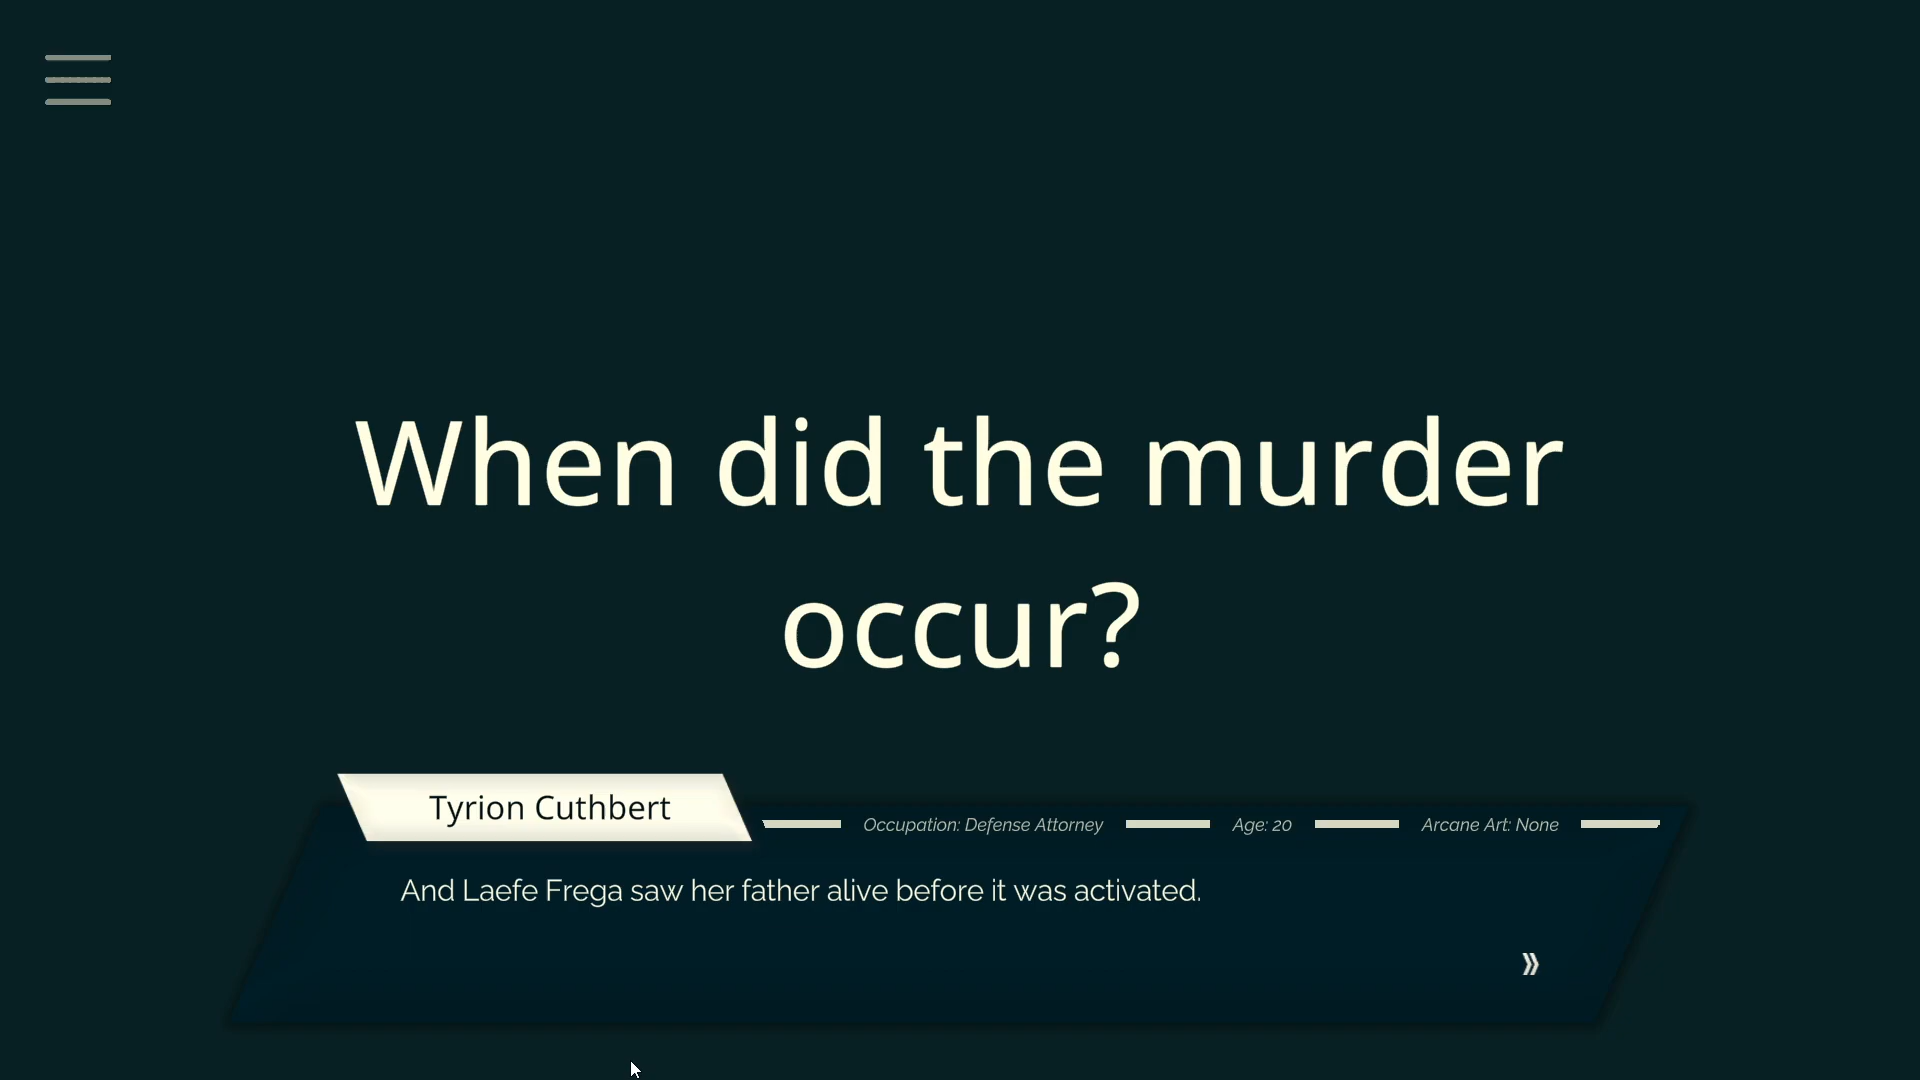 When did the murder
occur?
Tyrion Cuthbert
Occupation: Defense Attorney
Age: 20
Arcane Art: None
And Laefe Frega saw her father alive before it was activated.